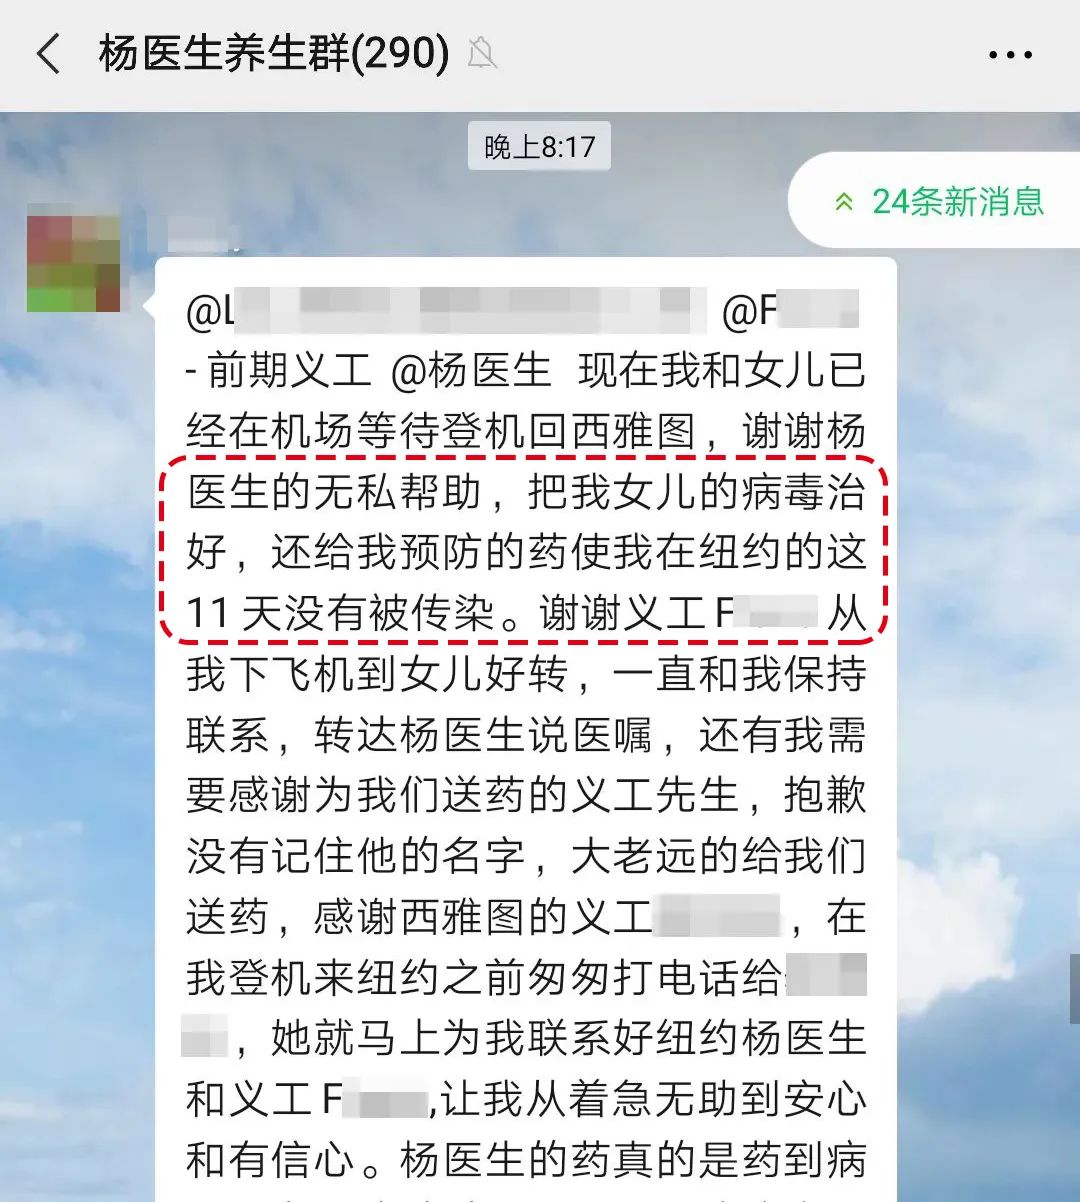 杨医生养生群(290)
晚上8:17
24条新消息
@L @F
- 前期义工 @杨医生 现在我和女儿已
经在机场等待登机回西雅图，谢谢杨
医生的无私帮助，把我女儿的病毒治
好，还给我预防的药使我在纽约的这
11 天没有被传染。谢谢义工F 从
我下飞机到女儿好转，一直和我保持
联系，转达杨医生说医嘱，还有我需
要感谢为我们送药的义工先生，抱歉
没有记住他的名字，大老远的给我们
送药，感谢西雅图的义工 ，在
我登机来纽约之前匆匆打电话给
，她就马上为我联系好纽约杨医生
和义工F ,让我从着急无助到安心
和有信心。杨医生的药真的是药到病